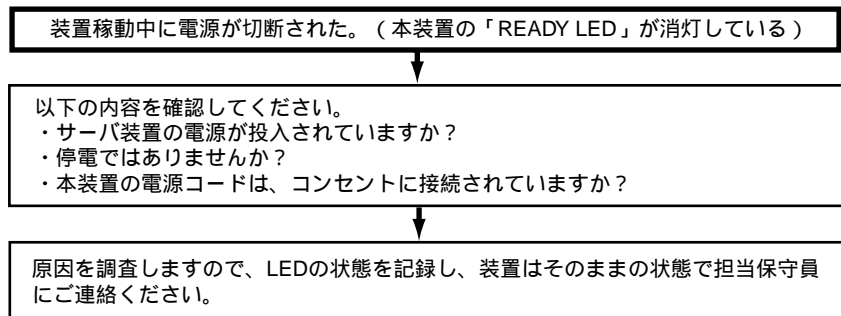 装置稼動中に電源が切断された。（本装置の「READY LED」が消灯している）
以下の内容を確認してください。
・サーバ装置の電源が投入されていますか？
・停電ではありませんか？
・本装置の電源コードは、コンセントに接続されていますか？
原因を調査しますので、LEDの状態を記録し、装置はそのままの状態で担当保守員
にご連絡ください。